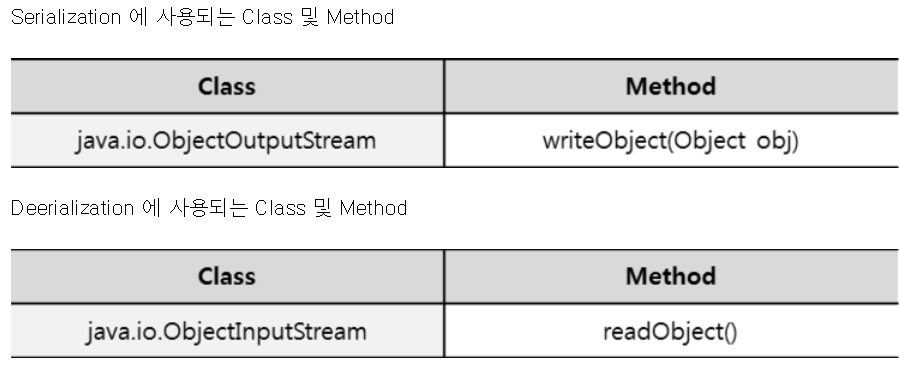 Serialization 에 사용되는 Class 및 Method
Class Method
java.io.ObjectOutputStream writeObject(Object obj)
Deerialization 에 사용되는 Class 및 Method
Class Method
java.io.ObjectInputStream readObject()